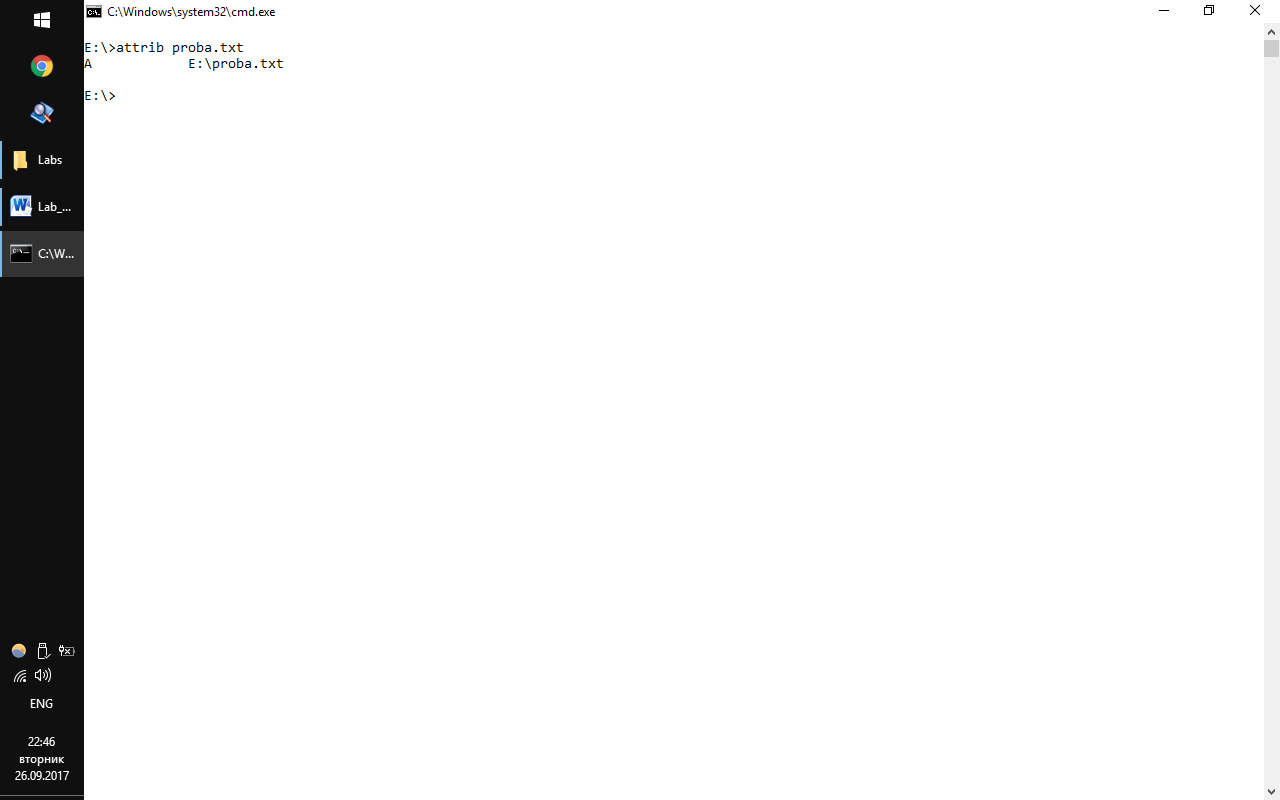 C:\Windows\system32\cmd.exe
E:\>attrib proba.txt
A            E:\proba.txt
E:\>
Labs
Lab_...
C:\W...
ENG
22:46
вторник
26.09.2017